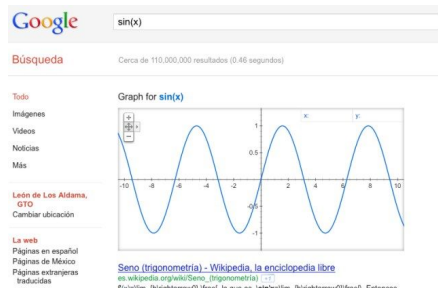 Google
sin(x)
Búsqueda
Cerca de 110,000,000 resultados (0.46 segundos)
Todo
Imágenes
Videos
Noticias
Más
León de Los Aldama,
GTO
Cambiar ubicación
La web
Páginas en español
Páginas de México
Páginas extranjeras
traducidas
Graph for sin(x)
x: y:
1
0.5
-10 -8 -6 -4 -2 2 4 6 8 10
-0.5
-1
Seno (trigonometría) - Wikipedia, la enciclopedia libre
es.wikipedia.org/wiki/Seno_(trigonometría) +1